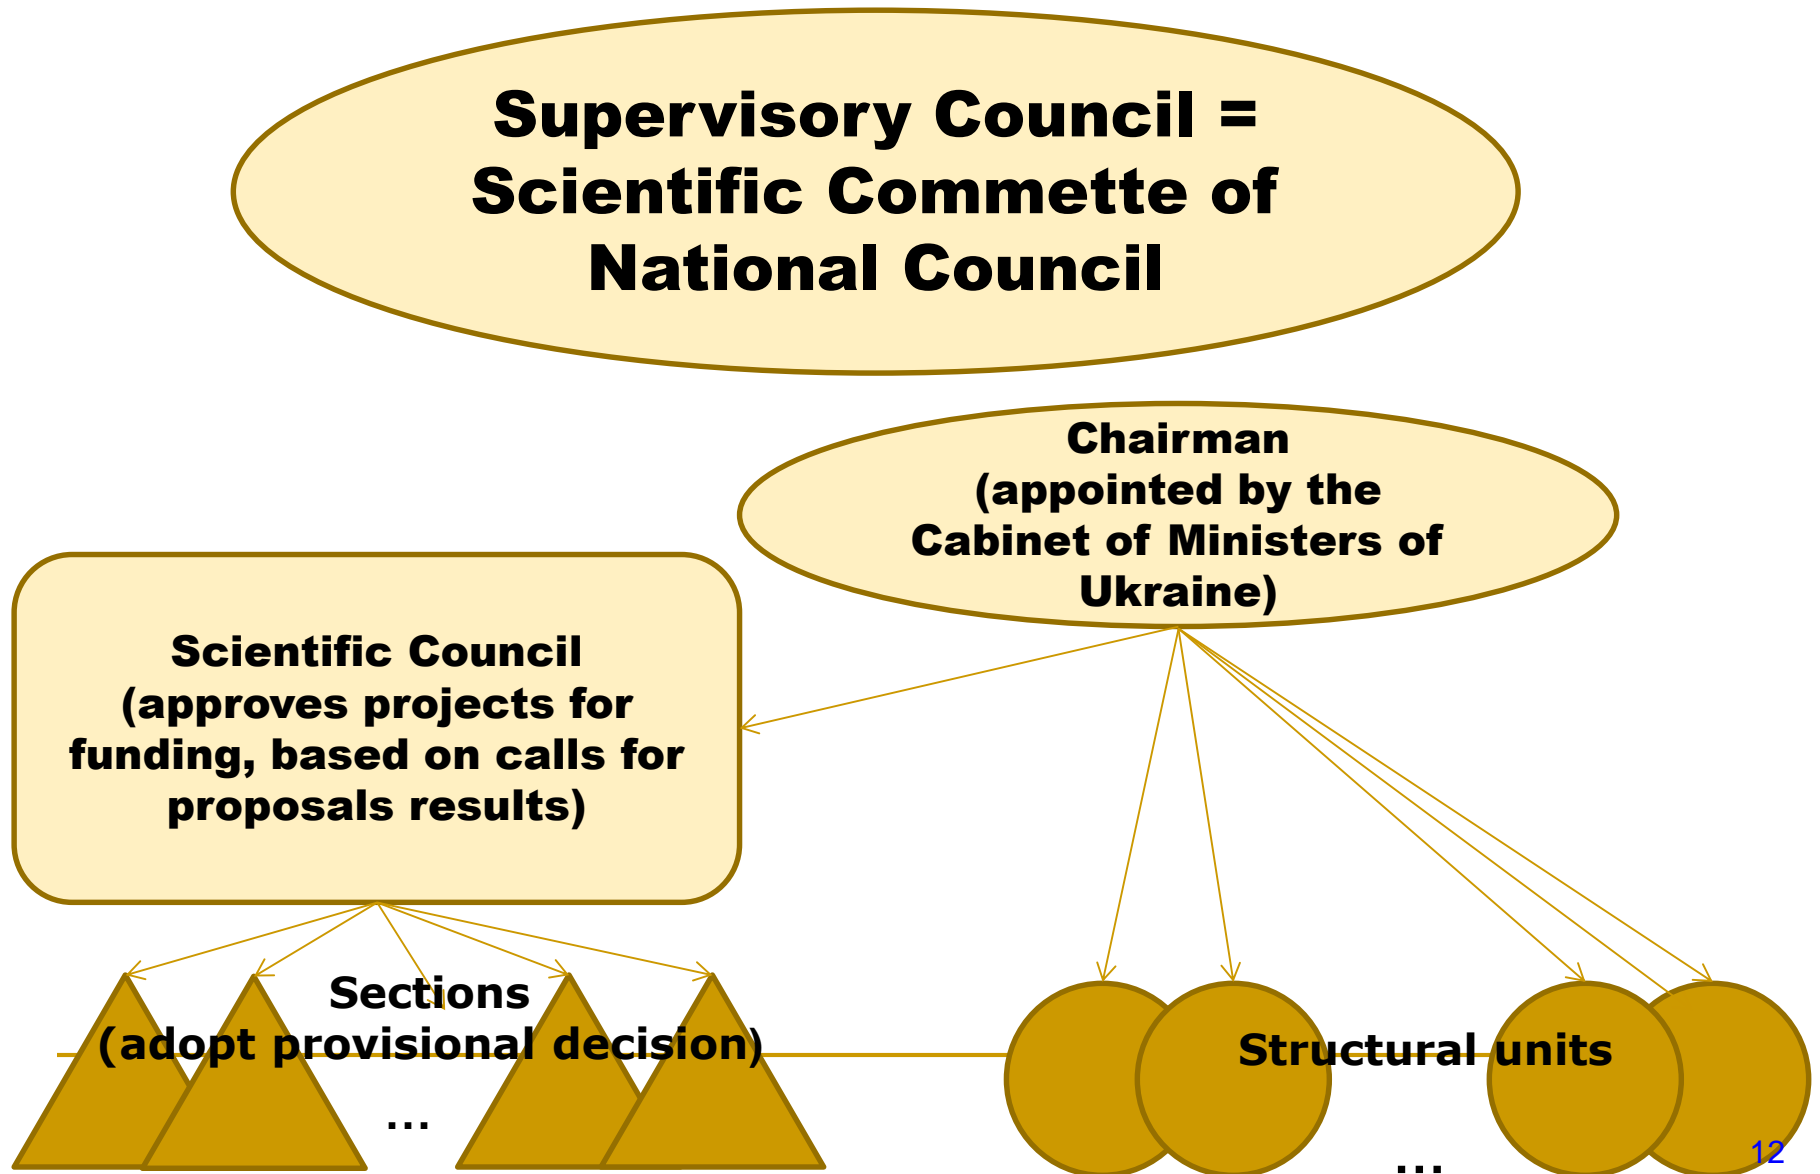 Supervisory Council =
Scientific Commette of
National Council
Chairman
(appointed by the
Cabinet of Ministers of
Ukraine)
Scientific Council
(approves projects for
funding, based on calls for
proposals results)
Sections
(adopt provisional decision)
...
Structural units
...
12